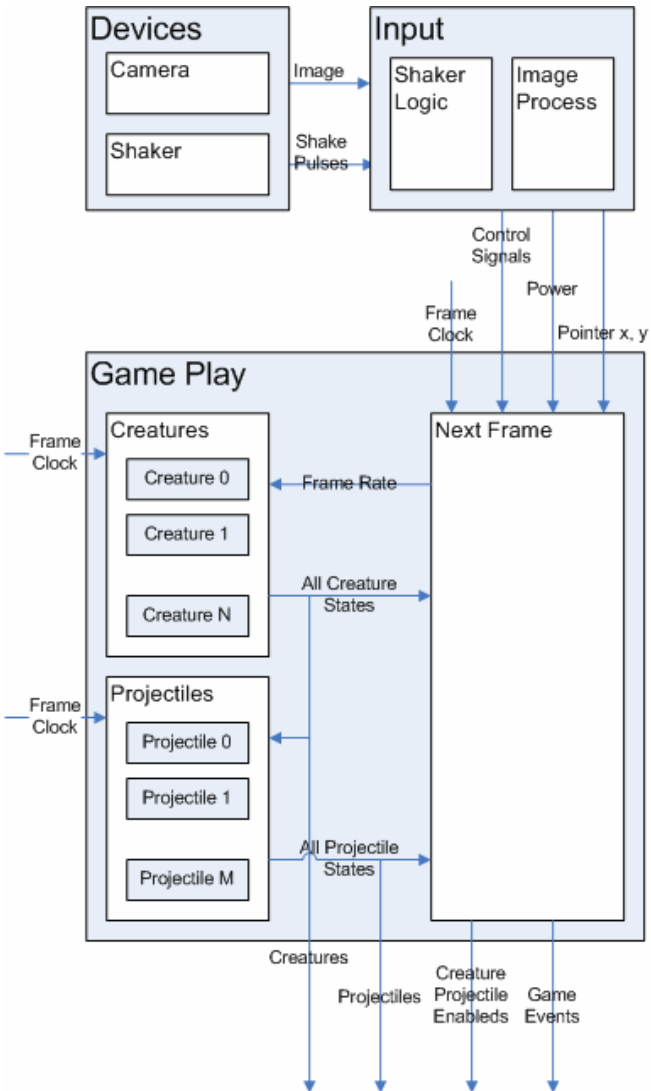 Devices
Camera
Shaker
Image
Shake
Pulses
Input
Shaker
Logic
Image
Process
Control
Signals
Power
Frame
Clock
Pointer x, y
Game Play
Frame
Clock
Creatures
Creature 0
Creature 1
Creature N
Next Frame
Frame Rate
All Creature
States
Frame
Clock
Projectiles
Projectile 0
Projectile 1
Projectile M
All Projectile
States
Creatures
Projectiles
Creature
Projectile
Enableds
Game
Events